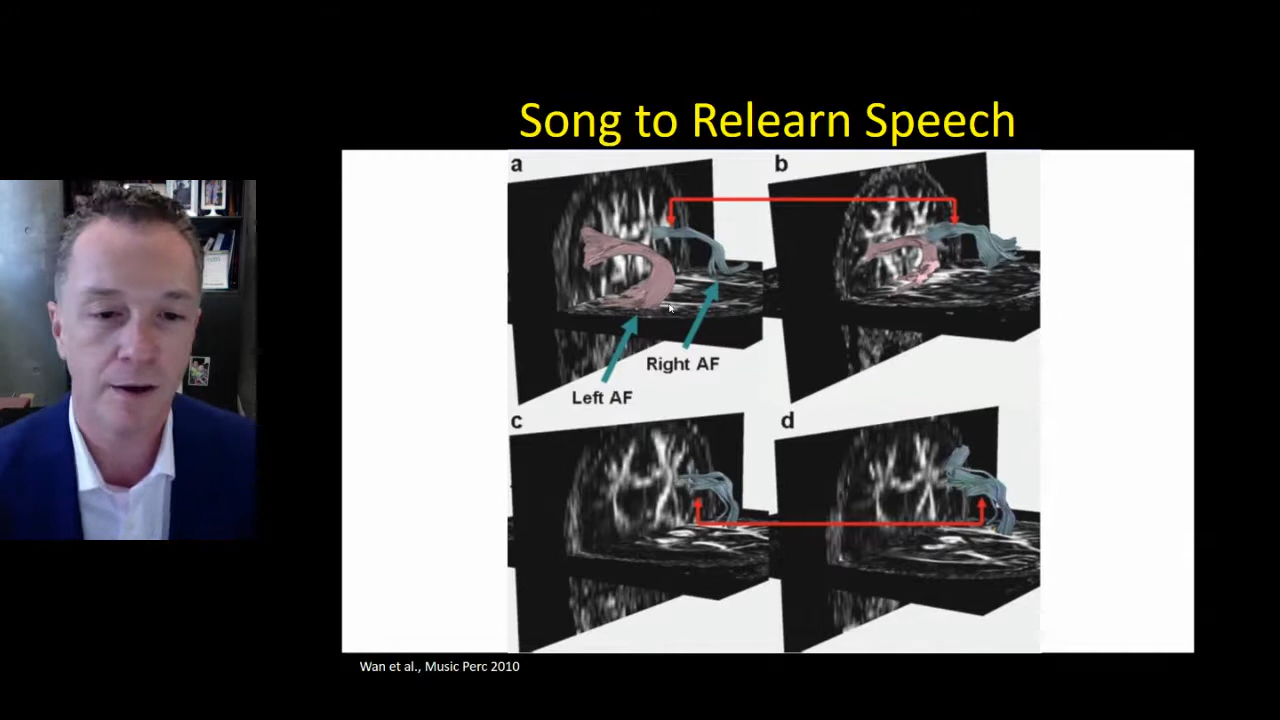 Song to Relearn Speech
a
b
Right AF
Left AF
c
d
Wan et al., Music Perc 2010